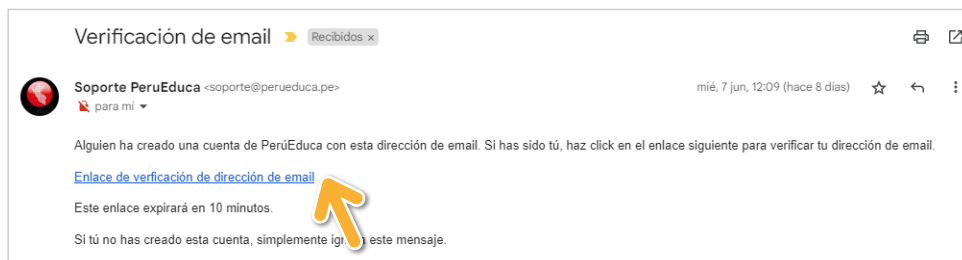 Verificación de email Recibidos x
Soporte PeruEduca <soporte@perueduca.pe> mié, 7 jun, 12:09 (hace 8 días)
para mí
Alguien ha creado una cuenta de PerúEduca con esta dirección de email. Si has sido tú, haz click en el enlace siguiente para verificar tu dirección de email.
Enlace de verficación de dirección de email
Este enlace expirará en 10 minutos.
Si tú no has creado esta cuenta, simplemente este mensaje.